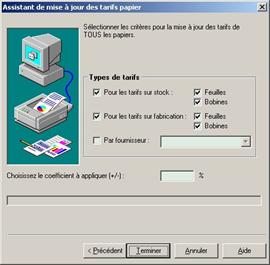 Assistant de mise à jour des tarifs papier
Sélectionner les critères pour la mise à jour des tarifs de
TOUS les papiers.
Types de tarifs
Pour les tarifs sur stock : Feuilles
Bobines
Pour les tarifs sur fabrication : Feuilles
Bobines
Par fournisseur :
Choisissez le coefficient à appliquer (+/-) : %
< Précédent Terminer Annuler Aide